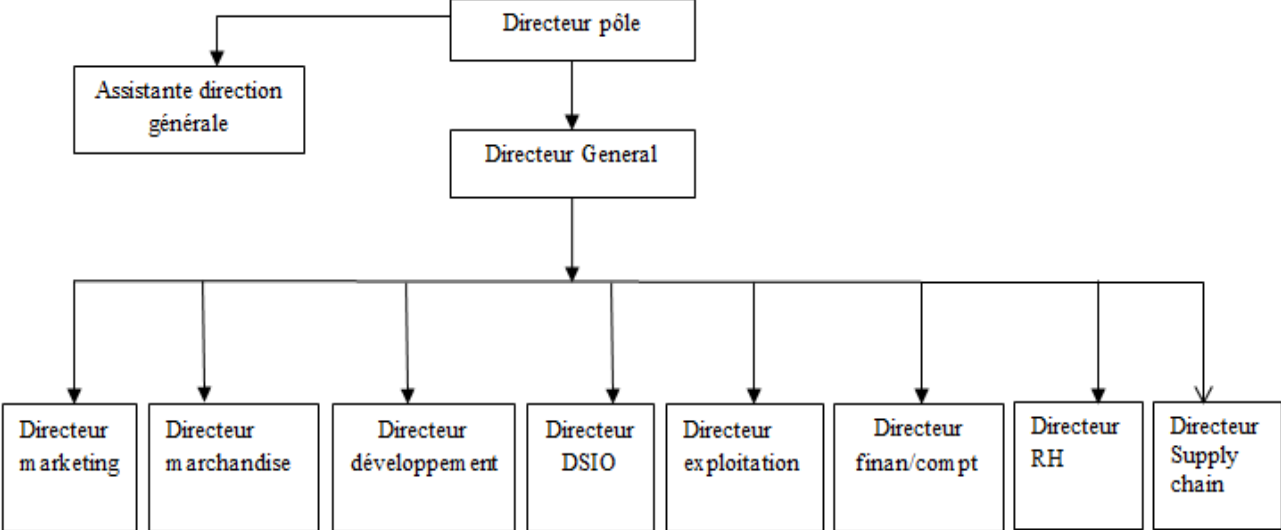 Directeur pôle
Assistante direction
générale
Directeur General
Directeur
marketing
Directeur
marchandise
Directeur
développement
Directeur
DSIO
Directeur
exploitation
Directeur
finan/compt
Directeur
RH
Directeur
Supply
chain